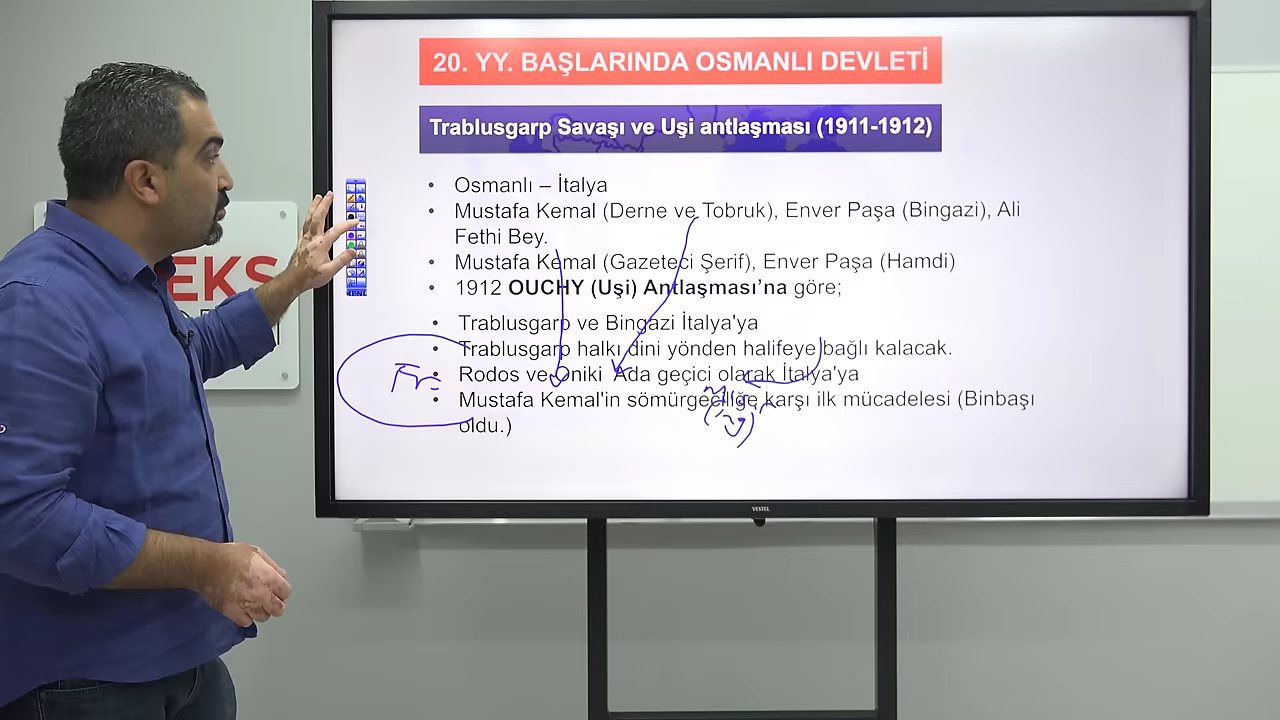 20. YY. BAŞLARINDA OSMANLI DEVLETİ
Trablusgarp Savaşı ve Uşi antlaşması (1911-1912)
• Osmanlı – İtalya
• Mustafa Kemal (Derne ve Tobruk), Enver Paşa (Bingazi), Ali
Fethi Bey.
• Mustafa Kemal (Gazeteci Şerif), Enver Paşa (Hamdi)
• 1912 OUCHY (Uşi) Antlaşması’na göre;
• Trablusgarp ve Bingazi İtalya'ya
• Trablusgarp halkı dini yönden halifeye bağlı kalacak.
• Rodos ve Oniki Ada geçici olarak İtalya'ya
• Mustafa Kemal'in sömürgeciliğe karşı ilk mücadelesi (Binbaşı
oldu.)
Mısır
EKS
VESTEL